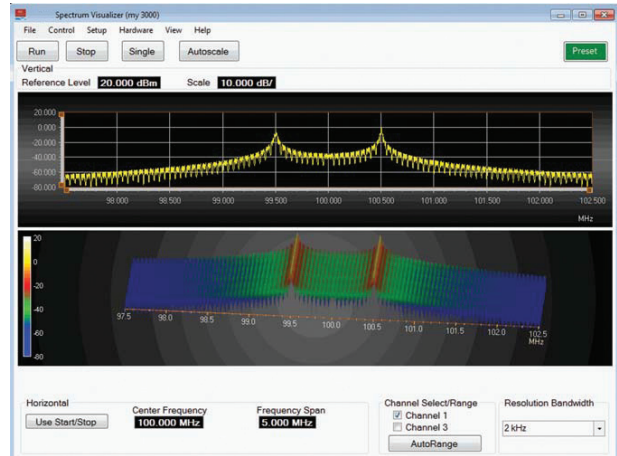 Spectrum Visualizer (my 3000)
File Control Setup Hardware View Help
Run Stop Single Autoscale Preset
Vertical
Reference Level 20.000 dBm Scale 10.000 dB/
20.000
0.000
-20.000
-40.000
-60.000
-80.000
98.000 98.500 99.000 99.500 100.000 100.500 101.000 101.500 102.000 102.500
MHz
20
0
-20
-40
-60
-80
97.5 98.0 98.5 99.0 99.5 100.0 100.5 101.0 101.5 102.0 102.5
MHz
Horizontal
Use Start/Stop
Center Frequency
100.000 MHz
Frequency Span
5.000 MHz
Channel Select/Range
Channel 1
Channel 3
AutoRange
Resolution Bandwidth
2 kHz